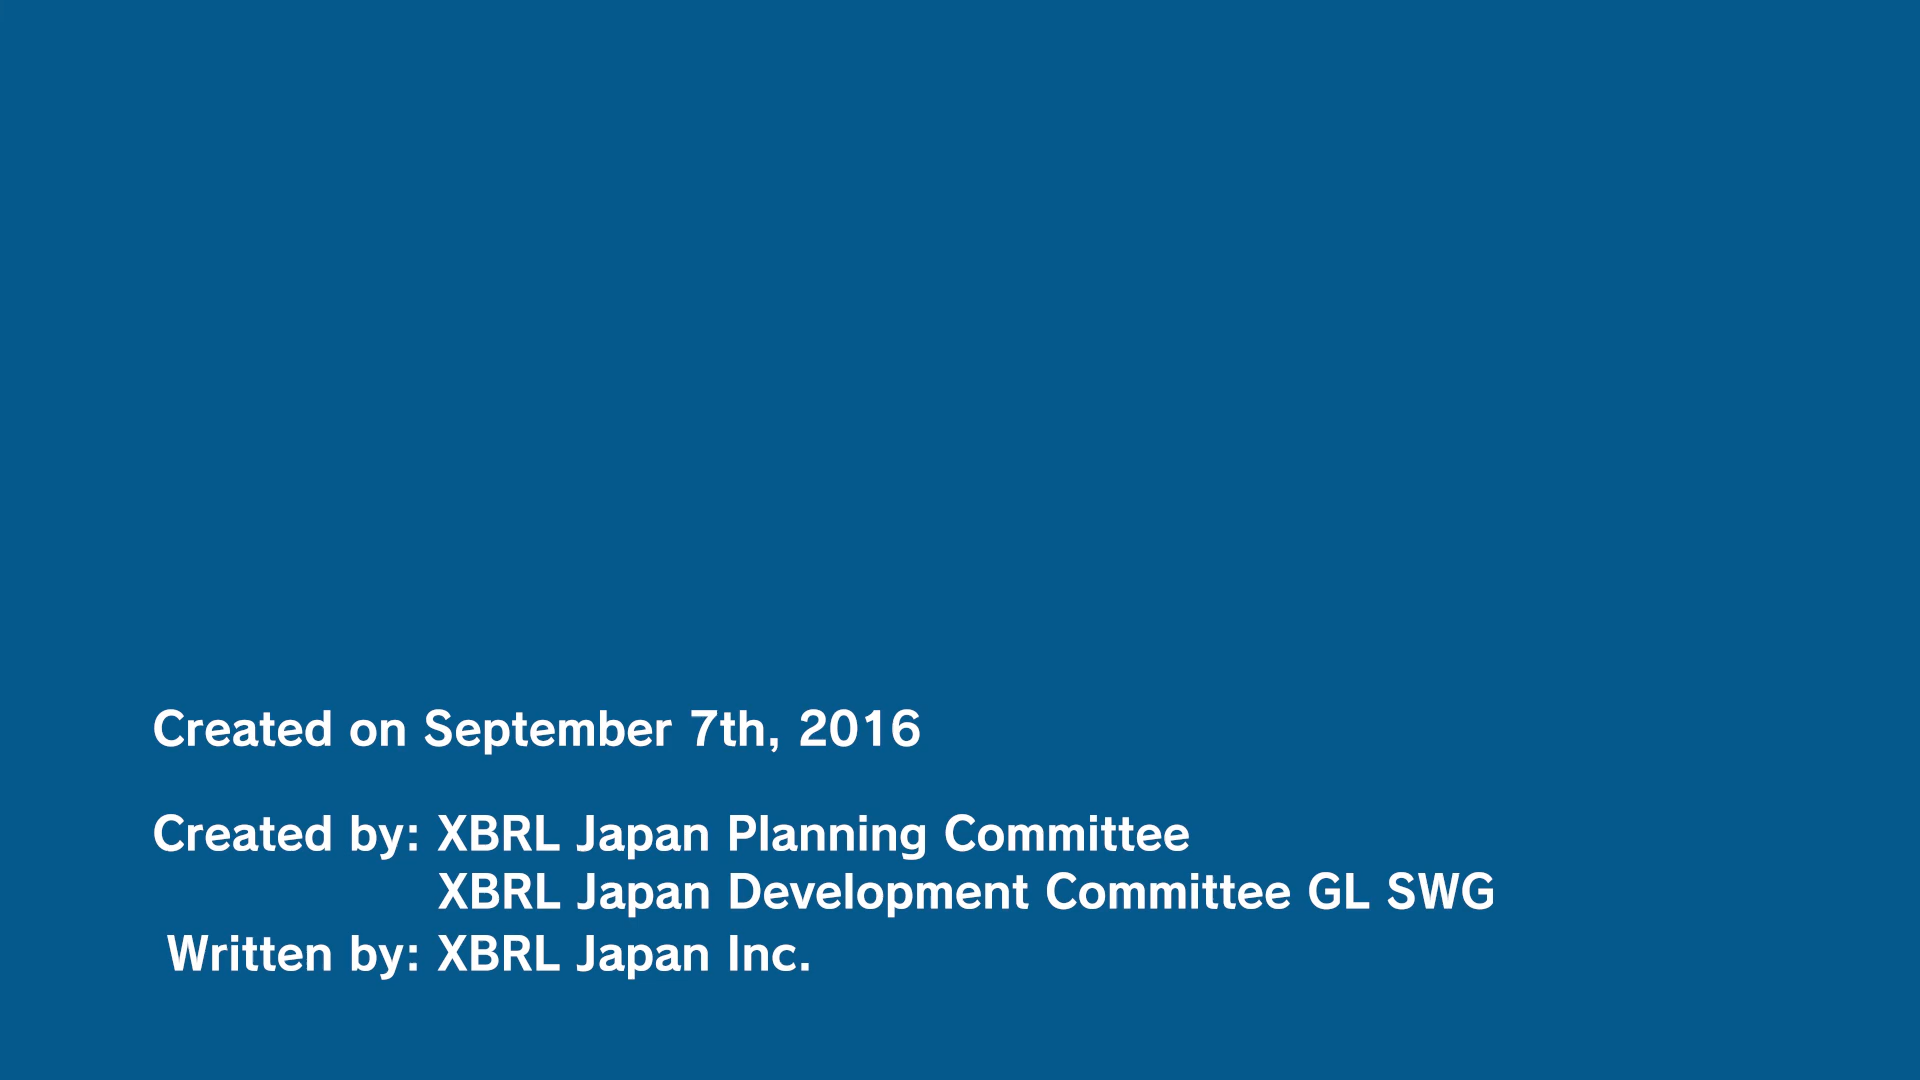 Created on September 7th, 2016
Created by: XBRL Japan Planning Committee
XBRL Japan Development Committee GL SWG
Written by: XBRL Japan Inc.